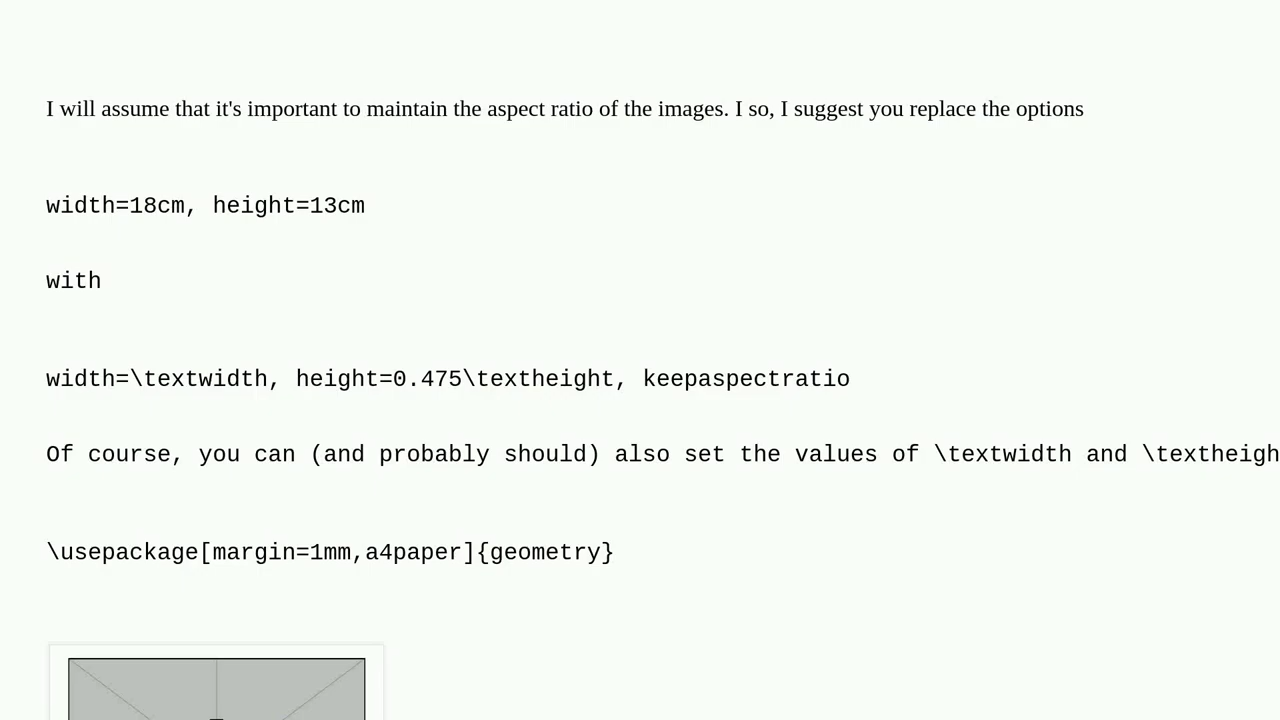 I will assume that it's important to maintain the aspect ratio of the images. I so, I suggest you replace the options
width=18cm, height=13cm
with
width=\textwidth, height=0.475\textheight, keepaspectratio
Of course, you can (and probably should) also set the values of \textwidth and \textheigh
\usepackage[margin=1mm,a4paper]{geometry}